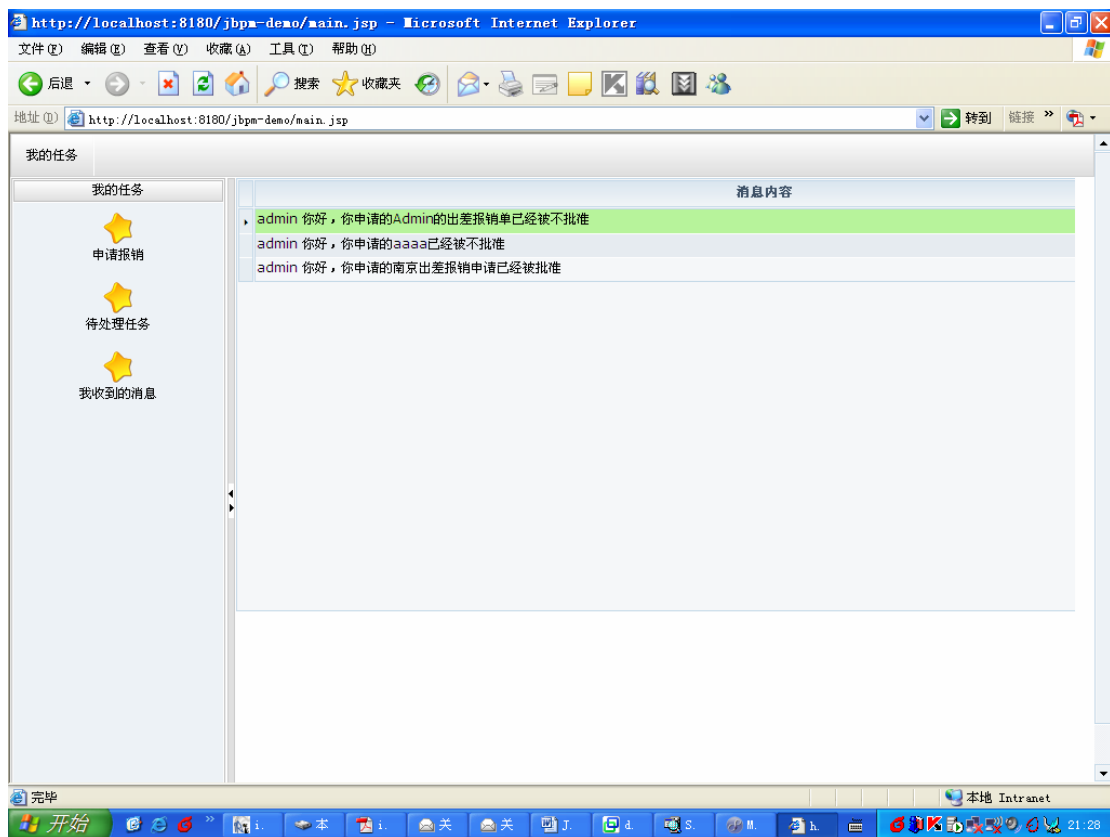 http://localhost:8180/jbpm-demo/main.jsp - Microsoft Internet Explorer
文件(F) 编辑(E) 查看(V) 收藏(A) 工具(T) 帮助(H)
后退 搜索 收藏夹
地址(D) http://localhost:8180/jbpm-demo/main.jsp 转到 链接 »
我的任务
我的任务
申请报销
待处理任务
我收到的消息
消息内容
admin 你好，你申请的Admin的出差报销单已经被不批准
admin 你好，你申请的aaaa已经被不批准
admin 你好，你申请的南京出差报销申请已经被批准
完毕 本地 Intranet
开始 » i. 本 i. 关 关 J. d. S. M. h. 21:28